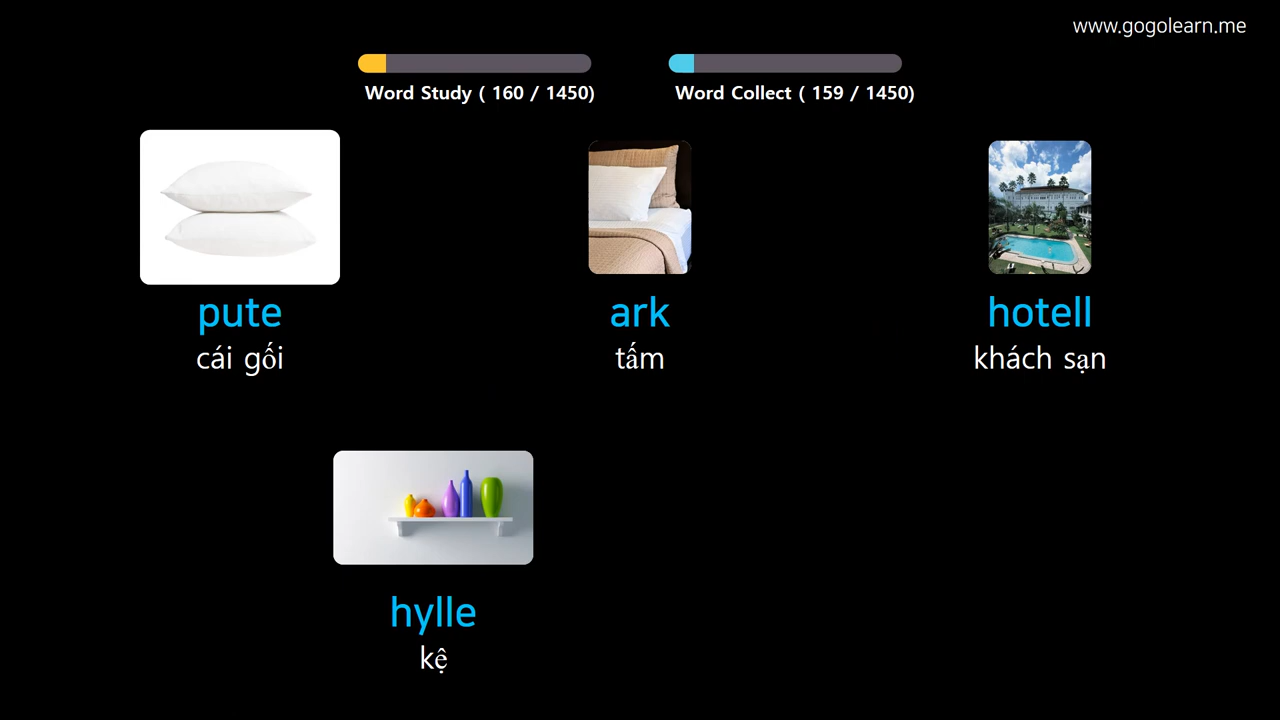 www.gogolearn.me
Word Study ( 160 / 1450)
Word Collect ( 159 / 1450)
pute
cái gối
ark
tấm
hotell
khách sạn
hylle
kệ